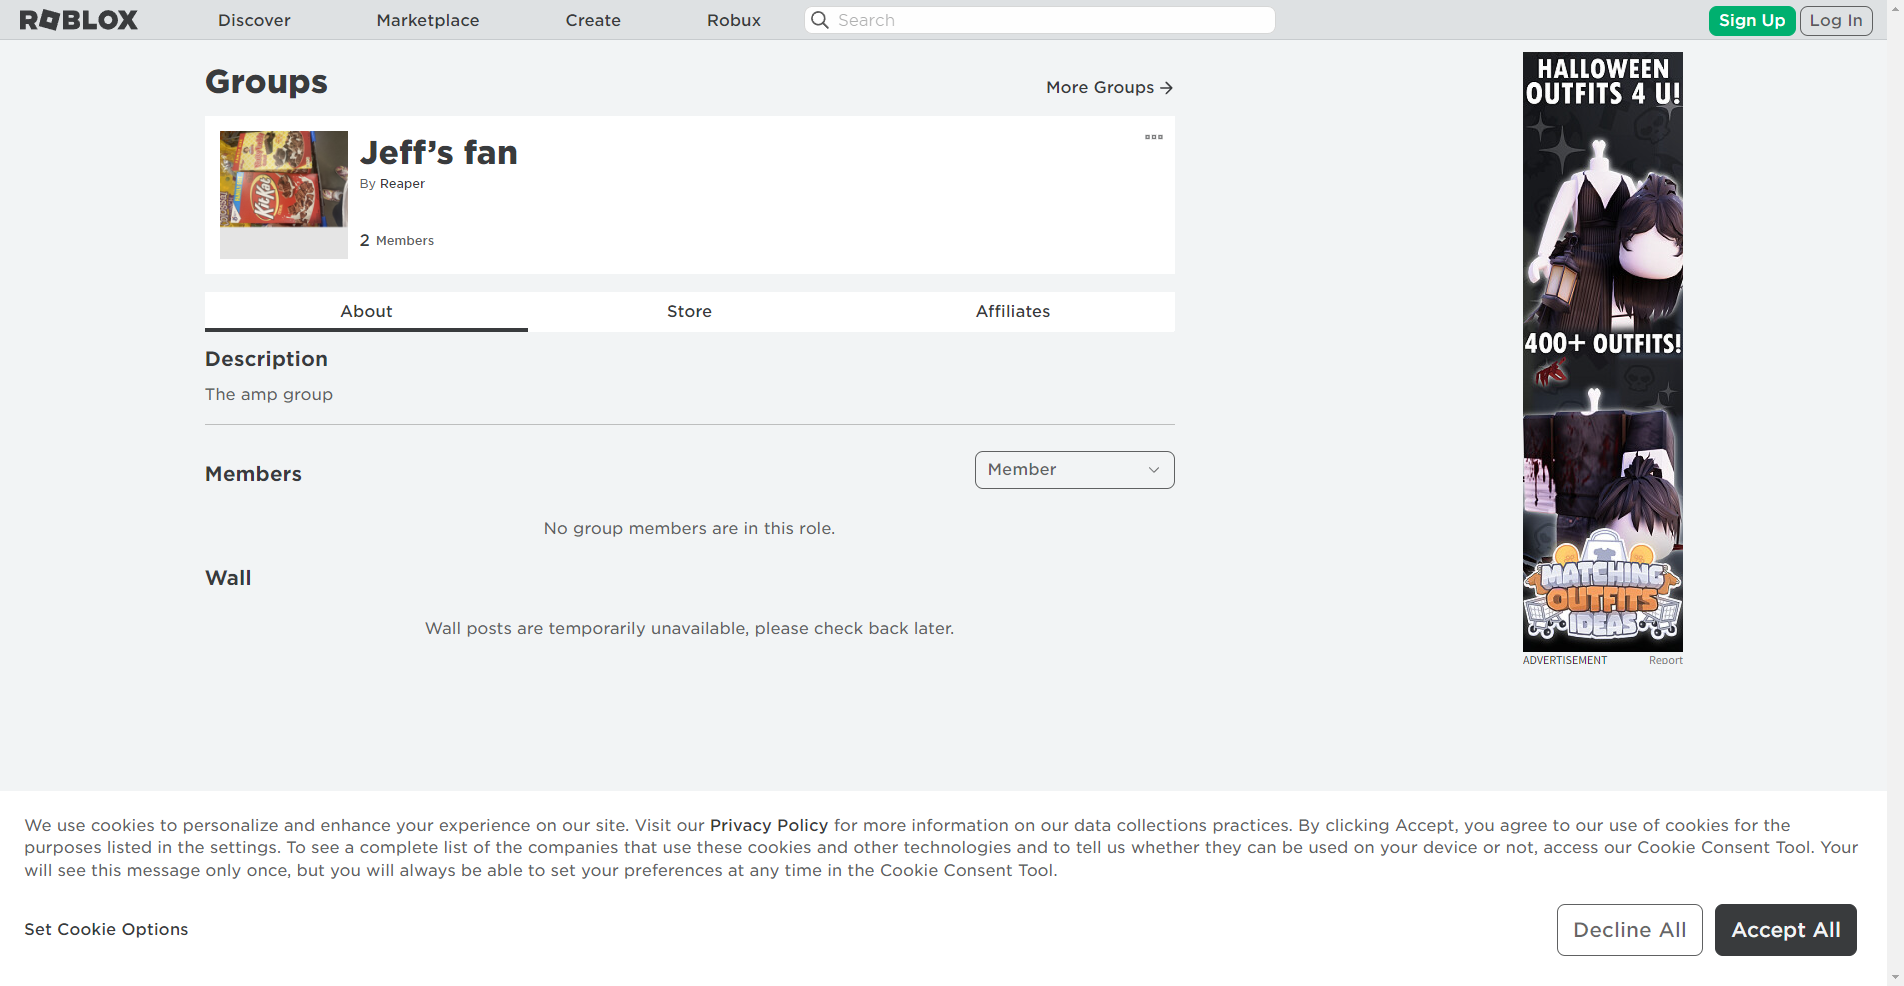 ROBLOX
Discover
Marketplace
Create
Robux
Search
Sign Up
Log In
Groups
More Groups
KitKat
Jeff's fan
By Reaper
2 Members
About
Store
Affiliates
Description
The amp group
Members
Member
No group members are in this role.
Wall
Wall posts are temporarily unavailable, please check back later.
HALLOWEEN
OUTFITS 4 U!
400+ OUTFITS!
MATCHING
OUTFITS
IDEAS
ADVERTISEMENT
Report
We use cookies to personalize and enhance your experience on our site. Visit our Privacy Policy for more information on our data collections practices. By clicking Accept, you agree to our use of cookies for the
purposes listed in the settings. To see a complete list of the companies that use these cookies and other technologies and to tell us whether they can be used on your device or not, access our Cookie Consent Tool. Your
will see this message only once, but you will always be able to set your preferences at any time in the Cookie Consent Tool.
Set Cookie Options
Decline All
Accept All